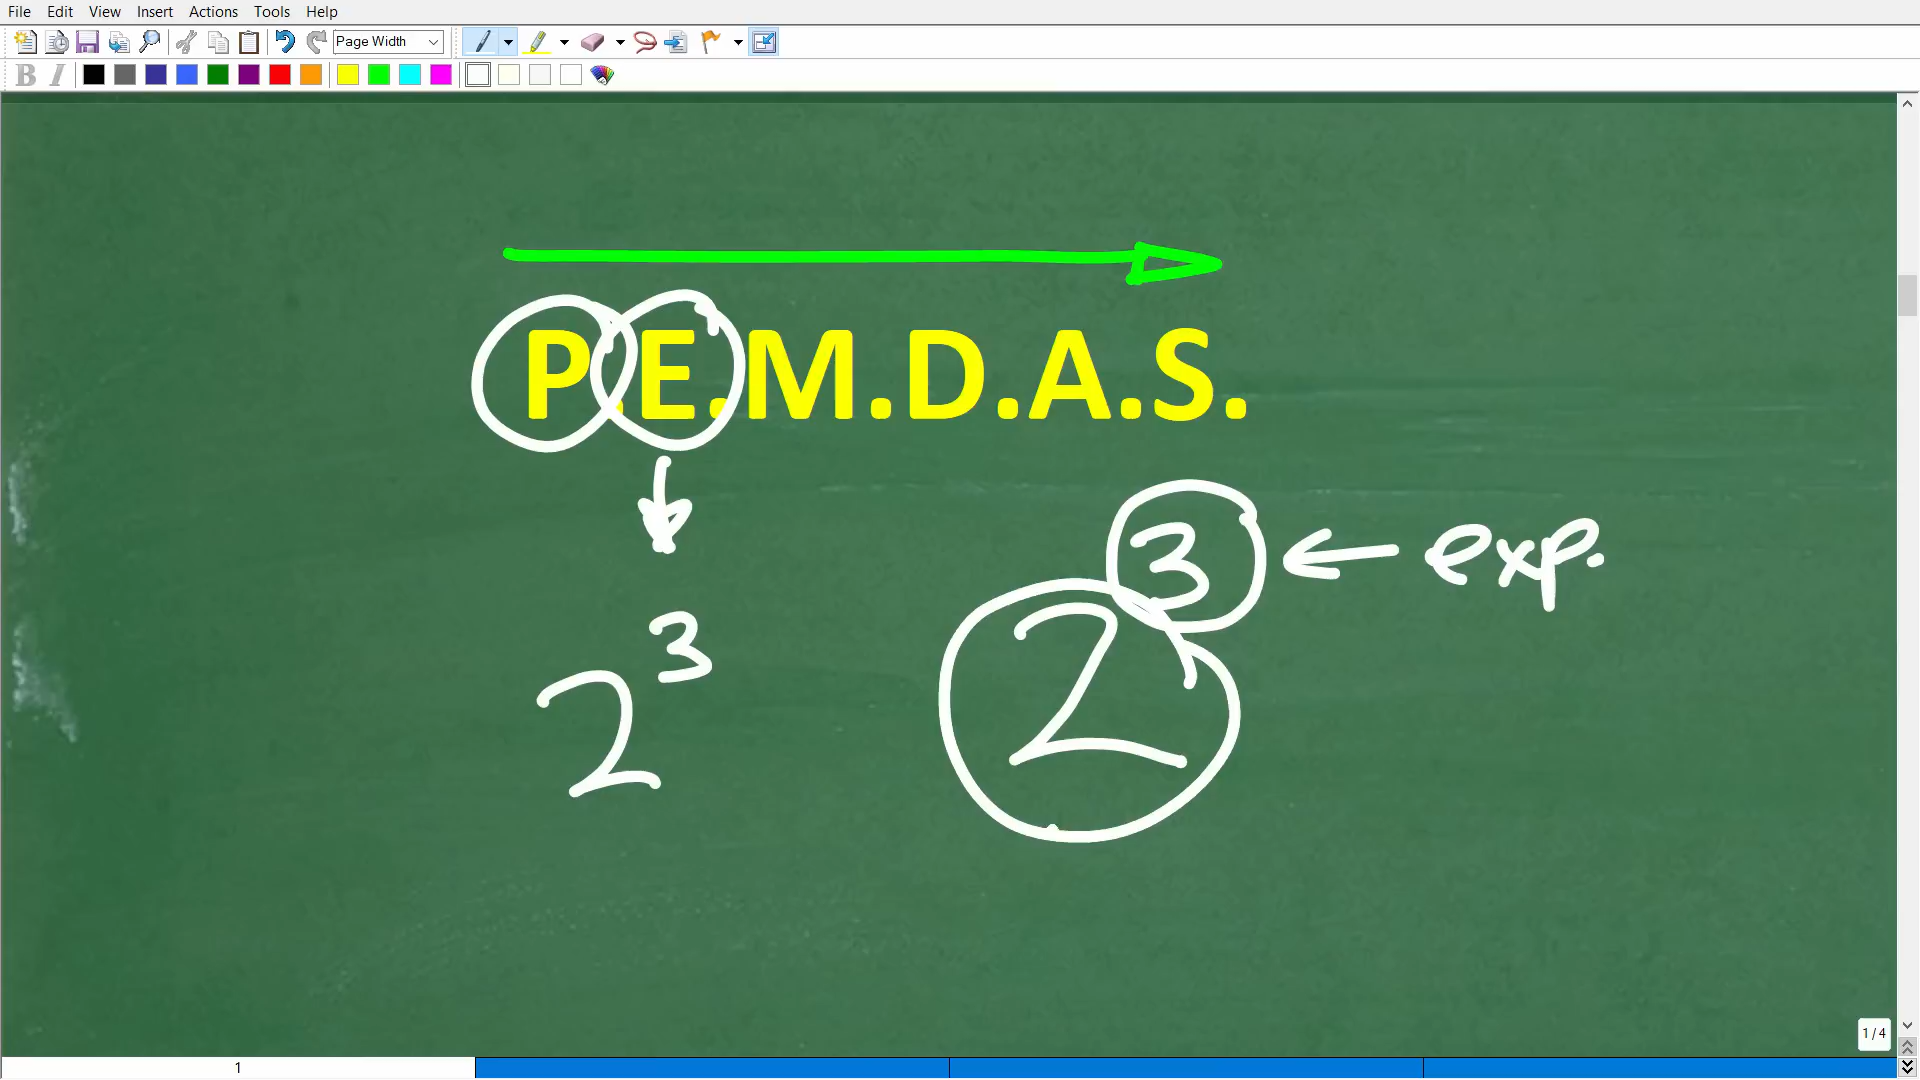 File Edit View Insert Actions Tools Help
Page Width
B I
P.E.M.D.A.S.
3 ← exp.
2
3
2
1 / 4
1